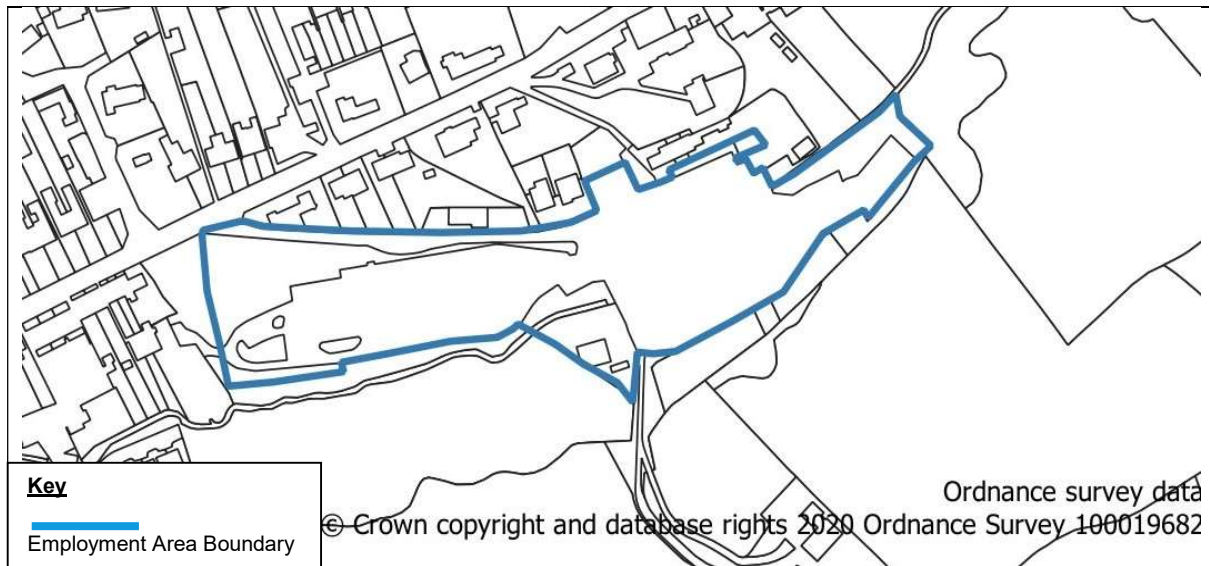 Key
Employment Area Boundary
Ordnance survey data
© Crown copyright and database rights 2020 Ordnance Survey 100019682